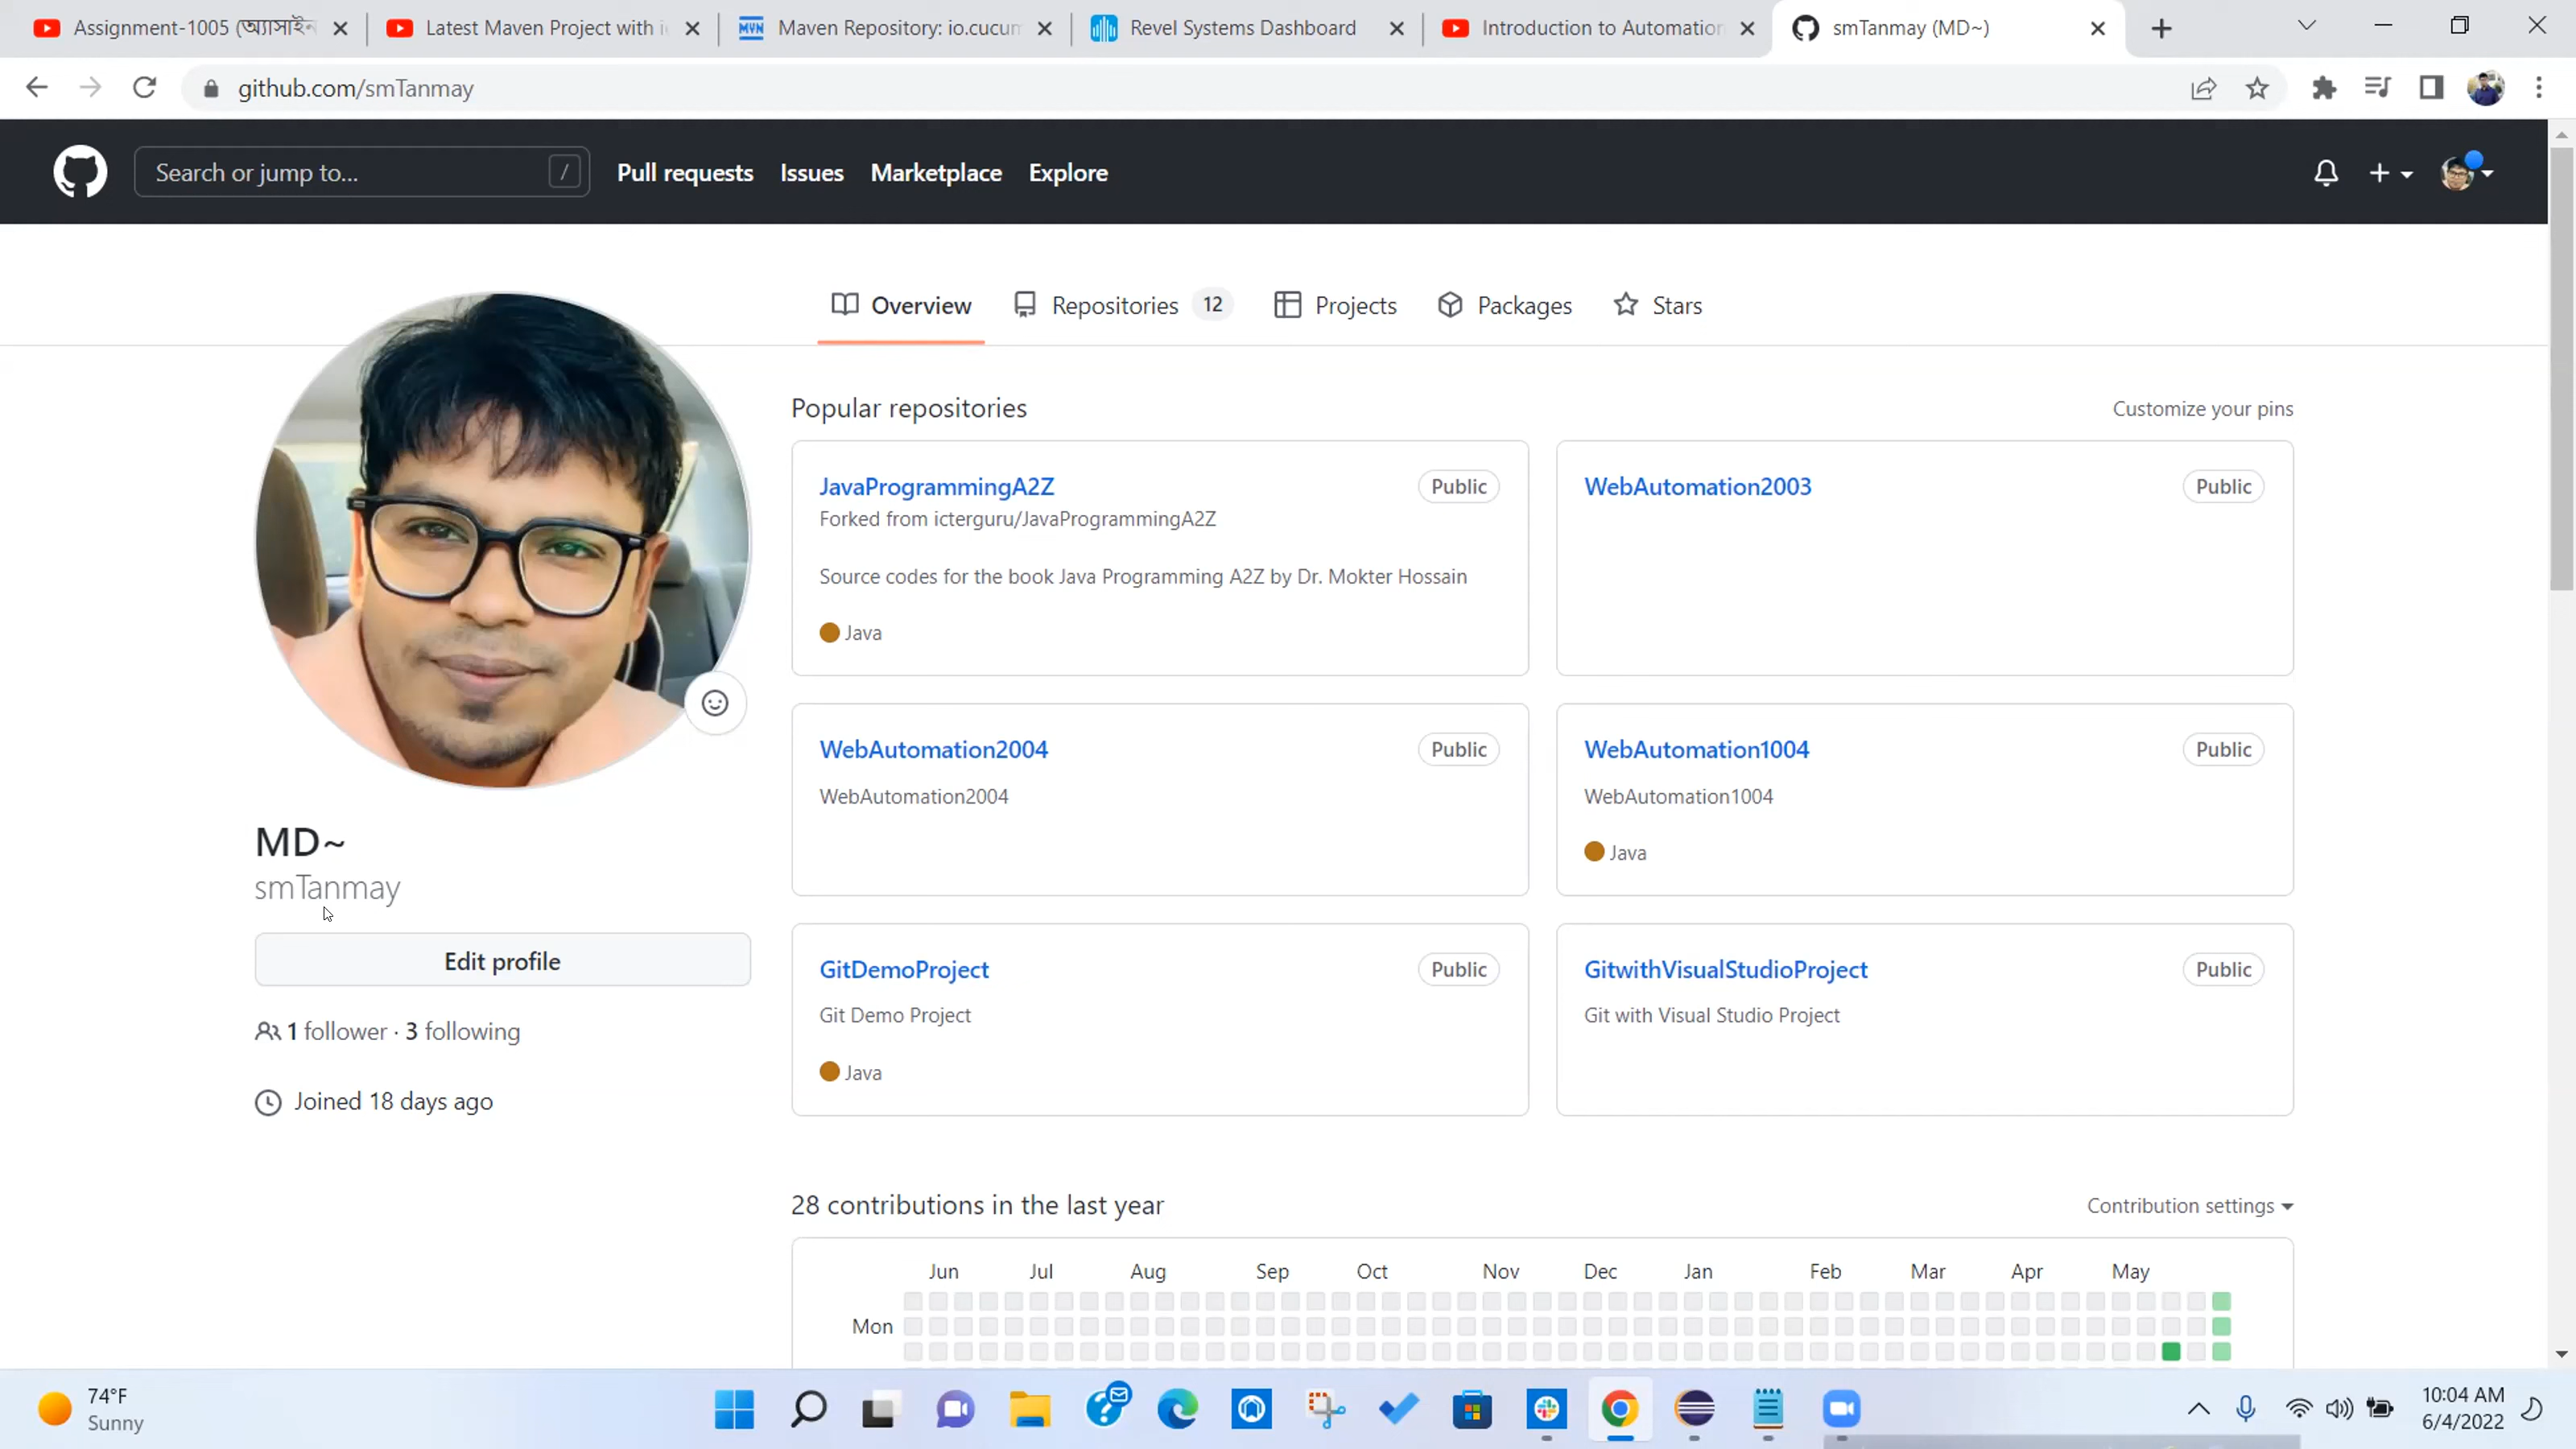 Assignment-1005 (অ্যাসাইন
Latest Maven Project with
Maven Repository: io.cucum
Revel Systems Dashboard
Introduction to Automation
smTanmay (MD~)
github.com/smTanmay
Search or jump to... /
Pull requests Issues Marketplace Explore
Overview Repositories 12 Projects Packages Stars
Popular repositories
Customize your pins
JavaProgrammingA2Z Public
Forked from icterguru/JavaProgrammingA2Z
Source codes for the book Java Programming A2Z by Dr. Mokter Hossain
Java
WebAutomation2003 Public
WebAutomation2004 Public
WebAutomation2004
WebAutomation1004 Public
WebAutomation1004
Java
MD~
smTanmay
Edit profile
1 follower · 3 following
Joined 18 days ago
GitDemoProject Public
Git Demo Project
Java
GitwithVisualStudioProject Public
Git with Visual Studio Project
28 contributions in the last year
Contribution settings
Jun Jul Aug Sep Oct Nov Dec Jan Feb Mar Apr May
Mon
74°F
Sunny
10:04 AM
6/4/2022